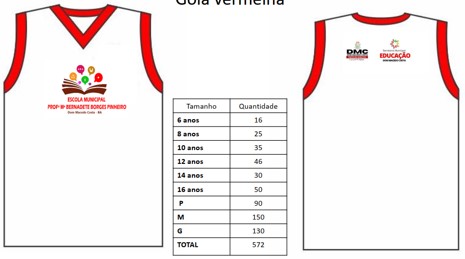 Gola vermelha
ESCOLA MUNICIPAL
PROFª Mª BERNADETE BORGES PINHEIRO
Dom Macedo Costa - BA
DMC
EDUCAÇÃO
Tamanho Quantidade
6 anos 16
8 anos 25
10 anos 35
12 anos 46
14 anos 30
16 anos 50
P 90
M 150
G 130
TOTAL 572